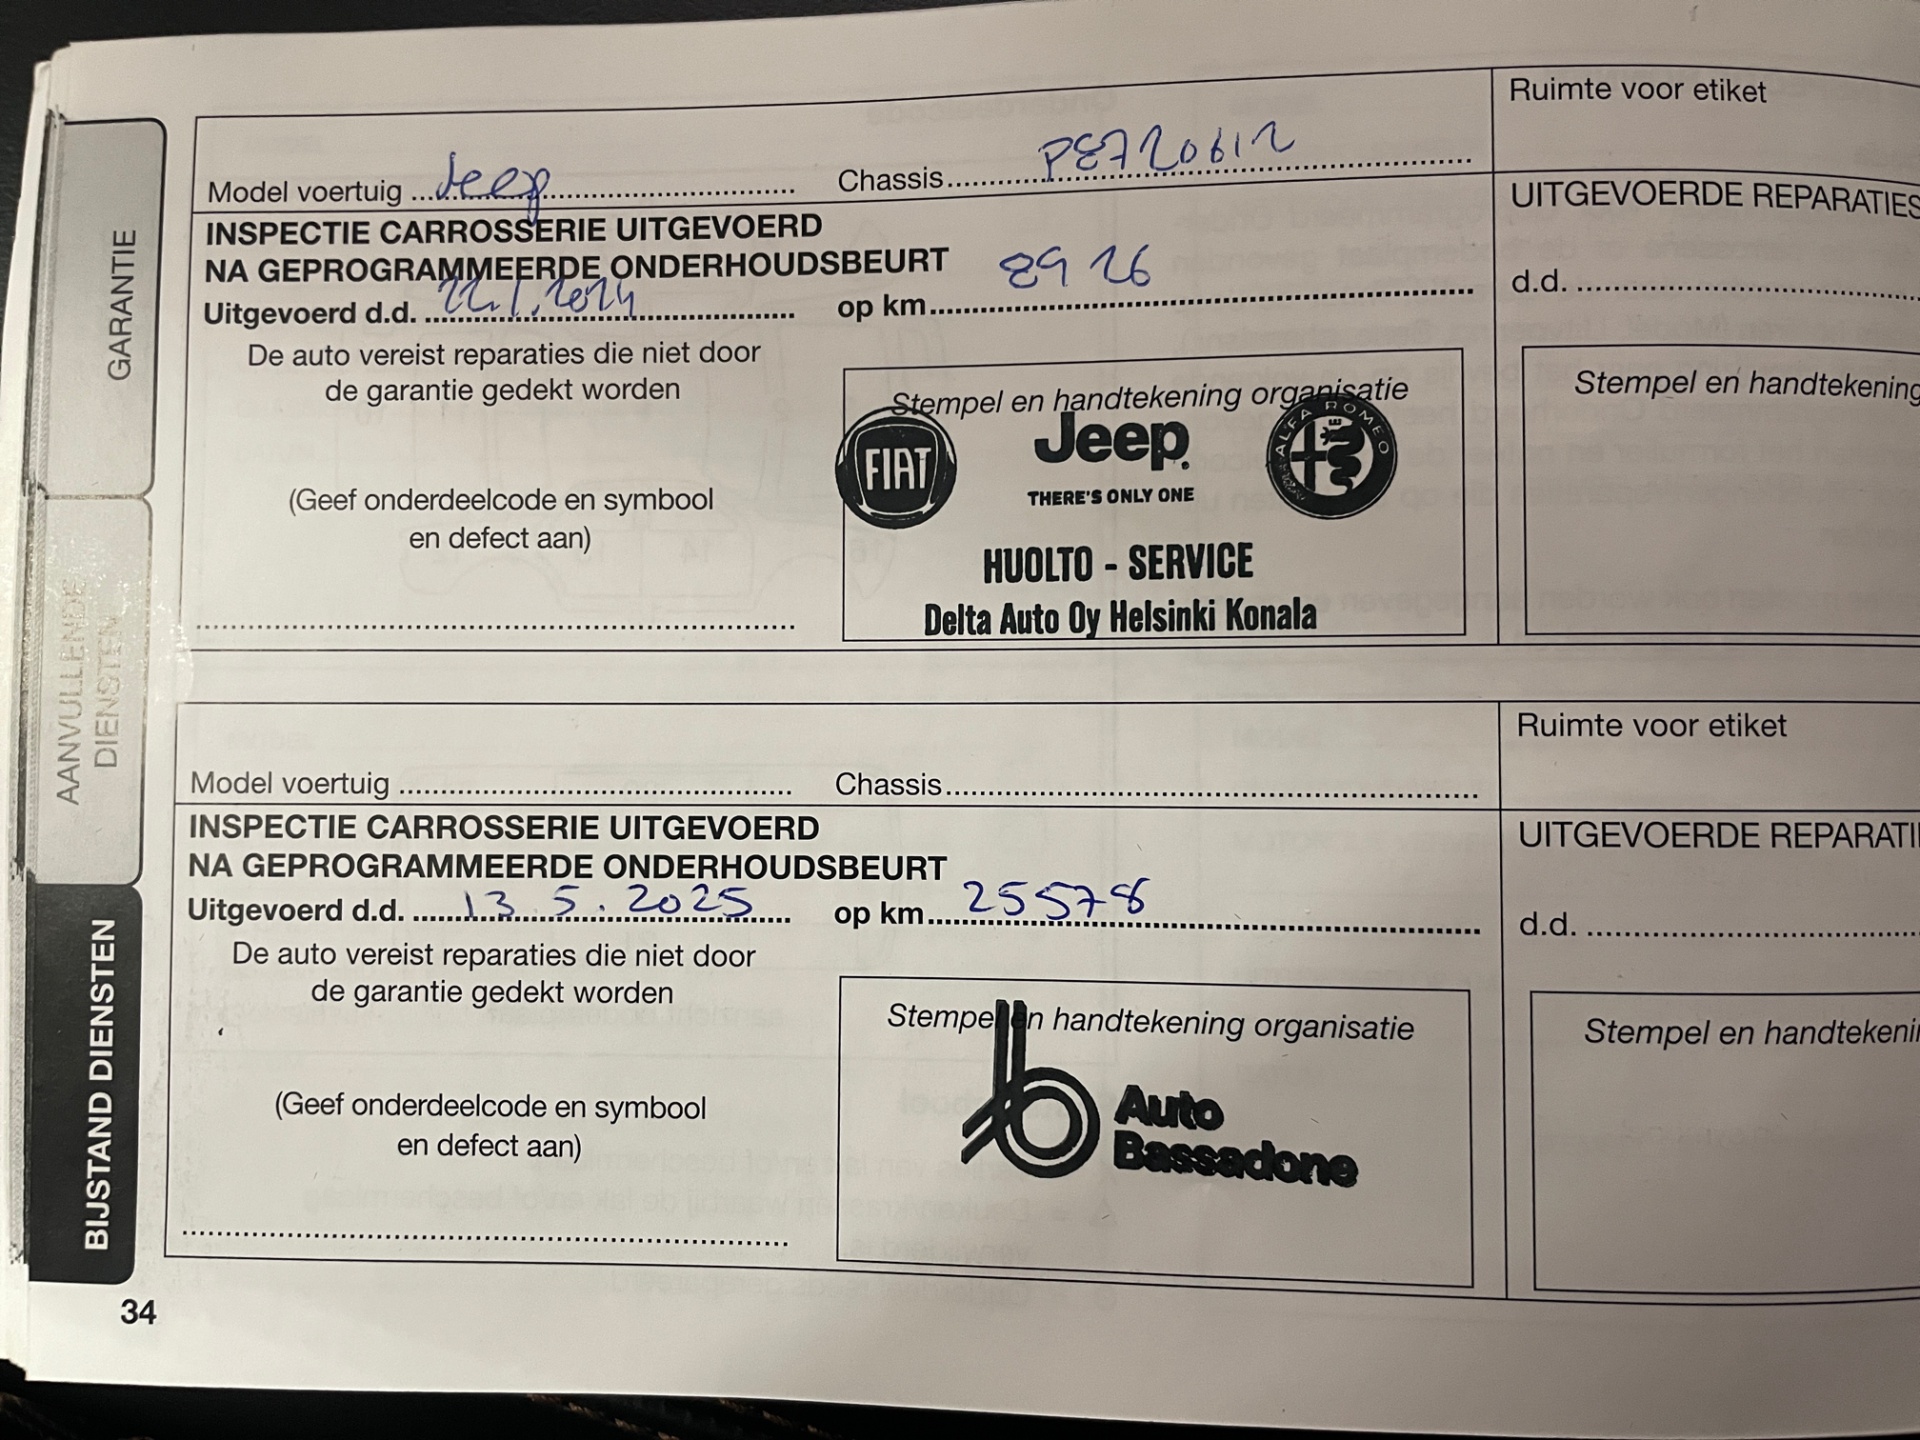 GARANTIE
AANVULLENDE
DIENSTEN
BIJSTAND DIENSTEN
Model voertuig Jeep Chassis PE720612
Ruimte voor etiket
INSPECTIE CARROSSERIE UITGEVOERD
NA GEPROGRAMMEERDE ONDERHOUDSBEURT
Uitgevoerd d.d. 22.1.2024 op km 8926
UITGEVOERDE REPARATIES
d.d.
De auto vereist reparaties die niet door
de garantie gedekt worden
(Geef onderdeelcode en symbool
en defect aan)
Stempel en handtekening organisatie
FIAT
Jeep
THERE'S ONLY ONE
ALFA ROMEO
HUOLTO - SERVICE
Delta Auto Oy Helsinki Konala
Stempel en handtekening
Model voertuig Chassis
Ruimte voor etiket
INSPECTIE CARROSSERIE UITGEVOERD
NA GEPROGRAMMEERDE ONDERHOUDSBEURT
Uitgevoerd d.d. 13.5.2025 op km 25578
UITGEVOERDE REPARATI
d.d.
De auto vereist reparaties die niet door
de garantie gedekt worden
(Geef onderdeelcode en symbool
en defect aan)
Stempel en handtekening organisatie
Auto
Bassadone
Stempel en handtekeni
34